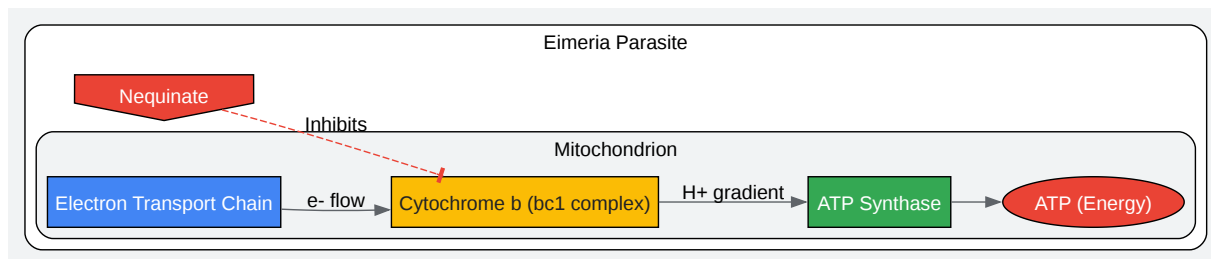 Eimeria Parasite
Nequinate
Inhibits
Mitochondrion
Electron Transport Chain
e- flow
Cytochrome b (bc1 complex)
H+ gradient
ATP Synthase
ATP (Energy)